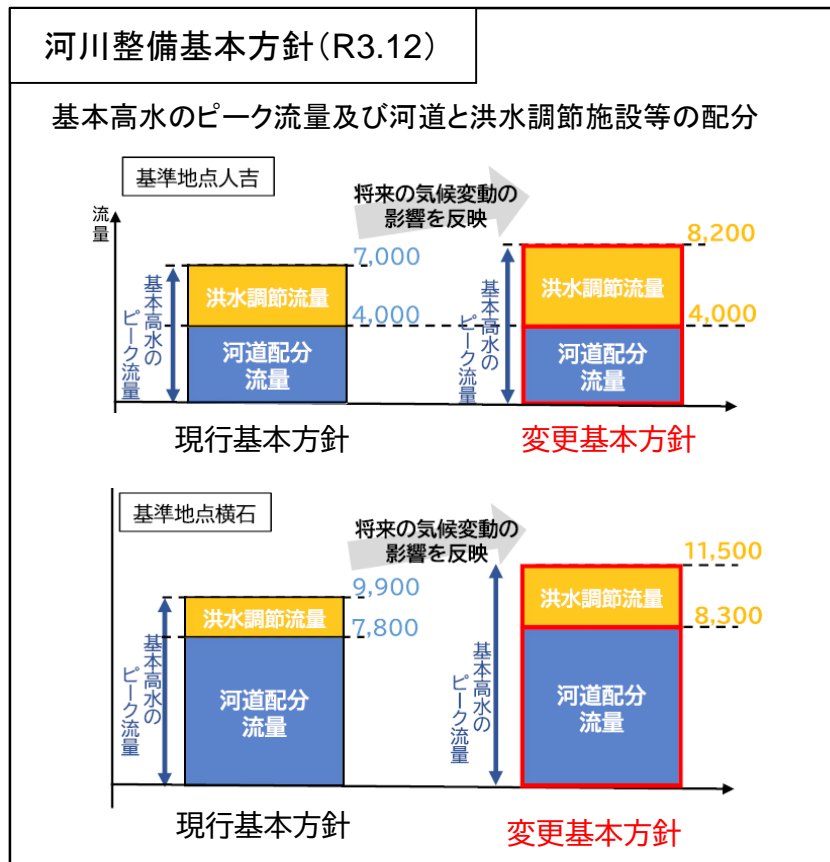 河川整備基本方針(R3.12)
基本高水のピーク流量及び河道と洪水調節施設等の配分
基準地点人吉
将来の気候変動の
影響を反映
流量
7,000
4,000
洪水調節流量
河道配分
流量
基本高水の
ピーク流量
現行基本方針
8,200
4,000
洪水調節流量
河道配分
流量
基本高水の
ピーク流量
変更基本方針
基準地点横石
将来の気候変動の
影響を反映
9,900
7,800
洪水調節流量
河道配分
流量
基本高水の
ピーク流量
現行基本方針
11,500
8,300
洪水調節流量
河道配分
流量
基本高水の
ピーク流量
変更基本方針